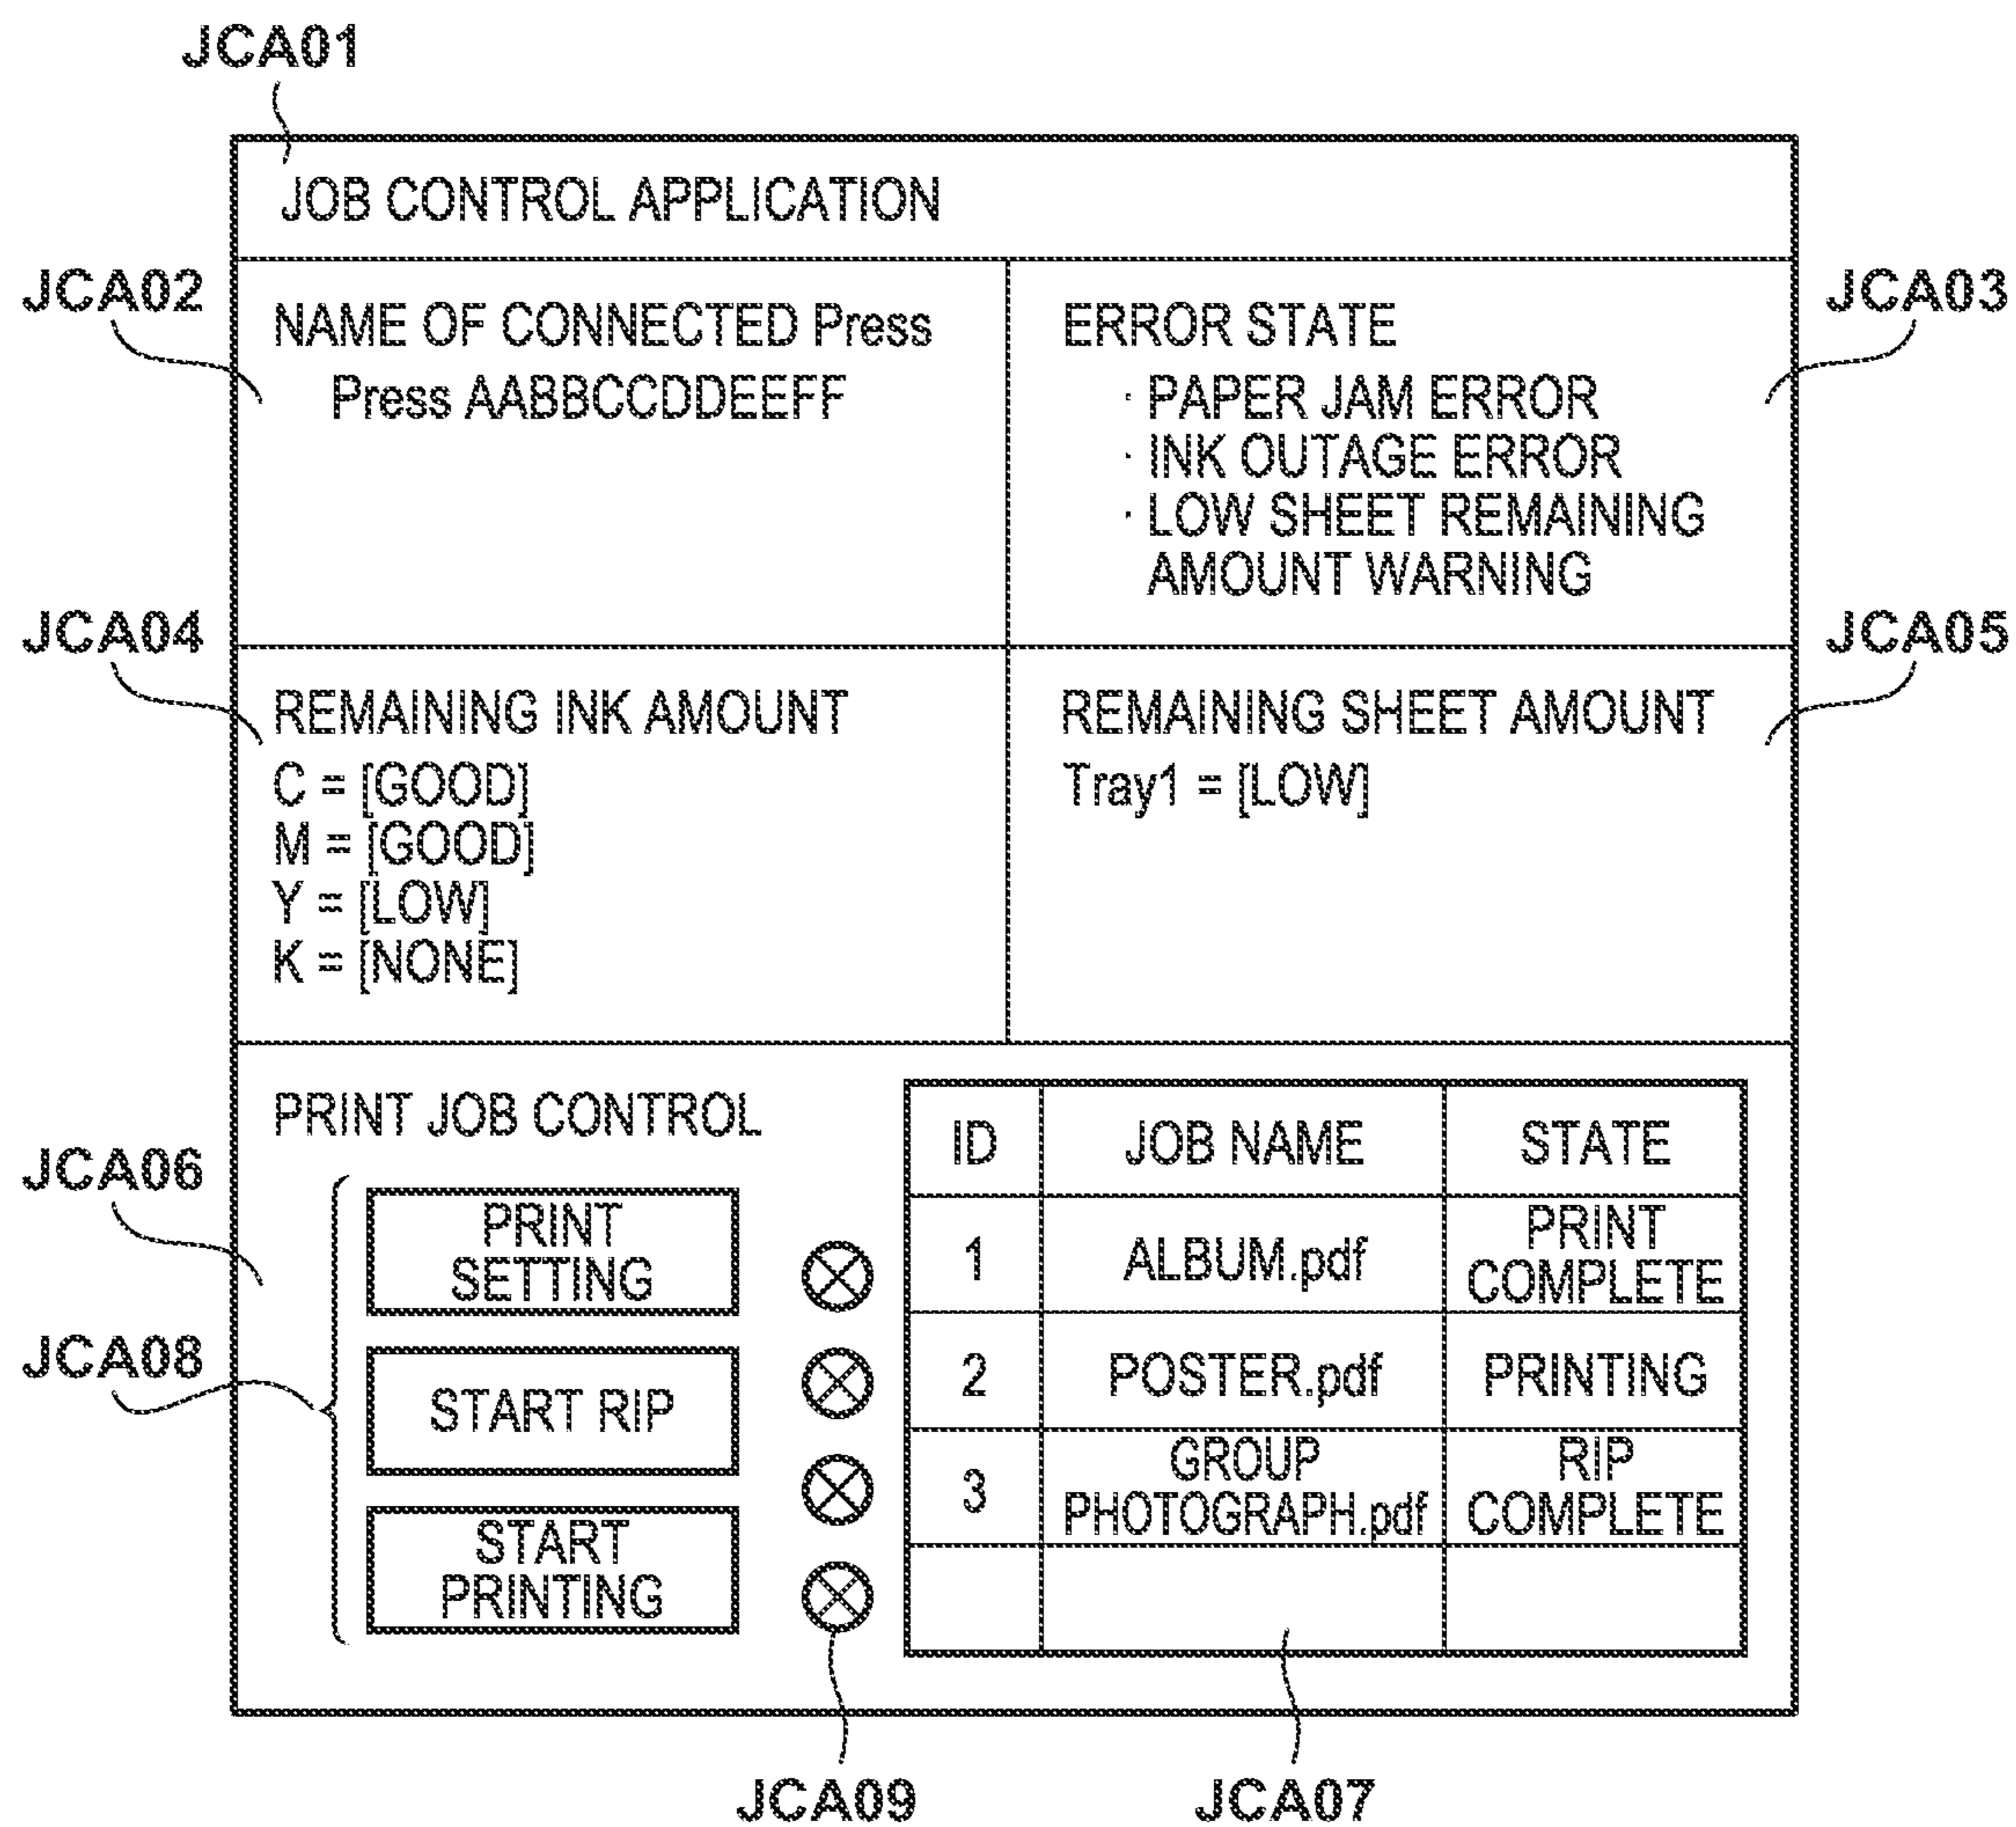 JCA01
JOB CONTROL APPLICATION
JCA02
NAME OF CONNECTED Press
Press AABBCCDDEEFF
JCA03
ERROR STATE
· PAPER JAM ERROR
· INK OUTAGE ERROR
· LOW SHEET REMAINING
AMOUNT WARNING
JCA04
REMAINING INK AMOUNT
C = [GOOD]
M = [GOOD]
Y = [LOW]
K = [NONE]
JCA05
REMAINING SHEET AMOUNT
Tray1 = [LOW]
PRINT JOB CONTROL
JCA06
JCA08
PRINT
SETTING
START RIP
START
PRINTING
ID JOB NAME STATE
1 ALBUM.pdf PRINT
COMPLETE
2 POSTER.pdf PRINTING
3 GROUP
PHOTOGRAPH.pdf RIP
COMPLETE
JCA09
JCA07